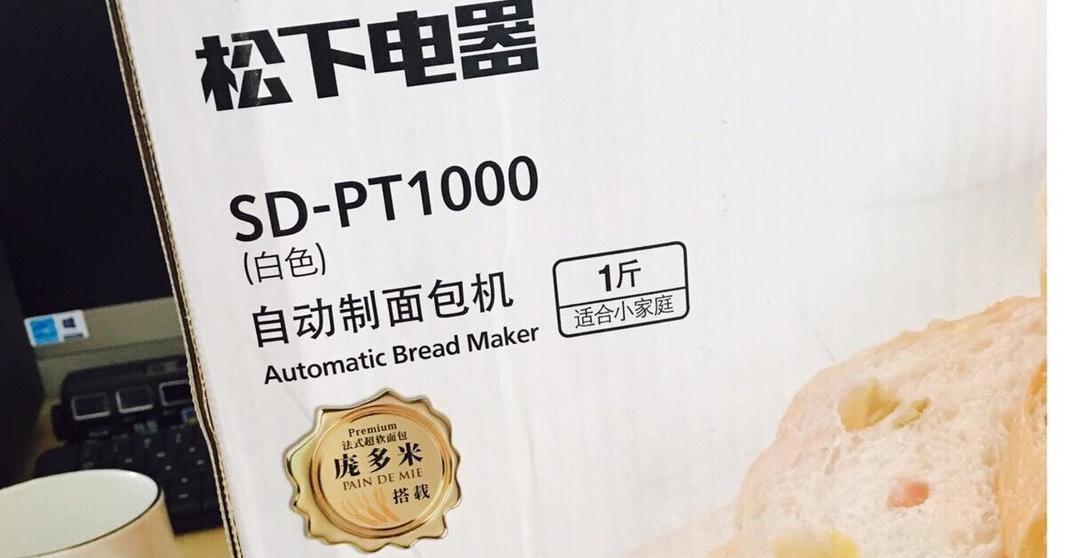 松下电器
SD-PT1000
(白色)
自动制面包机
Automatic Bread Maker
1斤
适合小家庭
Premium
法式超软面包
庞多米
PAIN DE MIE
搭载